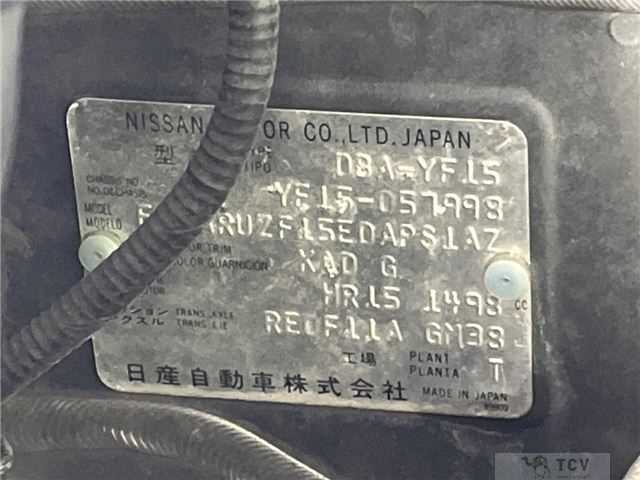 NISSAN OR CO.,LTD.JAPAN
型 TIPO DBA-YF15
CHASSIS NO
NO.DE CHASIS YF15-057998
MODEL
MODELO RUZF15EDAPS1AZ
OR, TRIM
COLOR GUARNICION KAD G
HR15 1498 CC
TRANS. AXLE
TRANS. EJE RE0F11A GM38
工場 PLANT
PLANTA T
日産自動車株式会社 MADE IN JAPAN
TCV